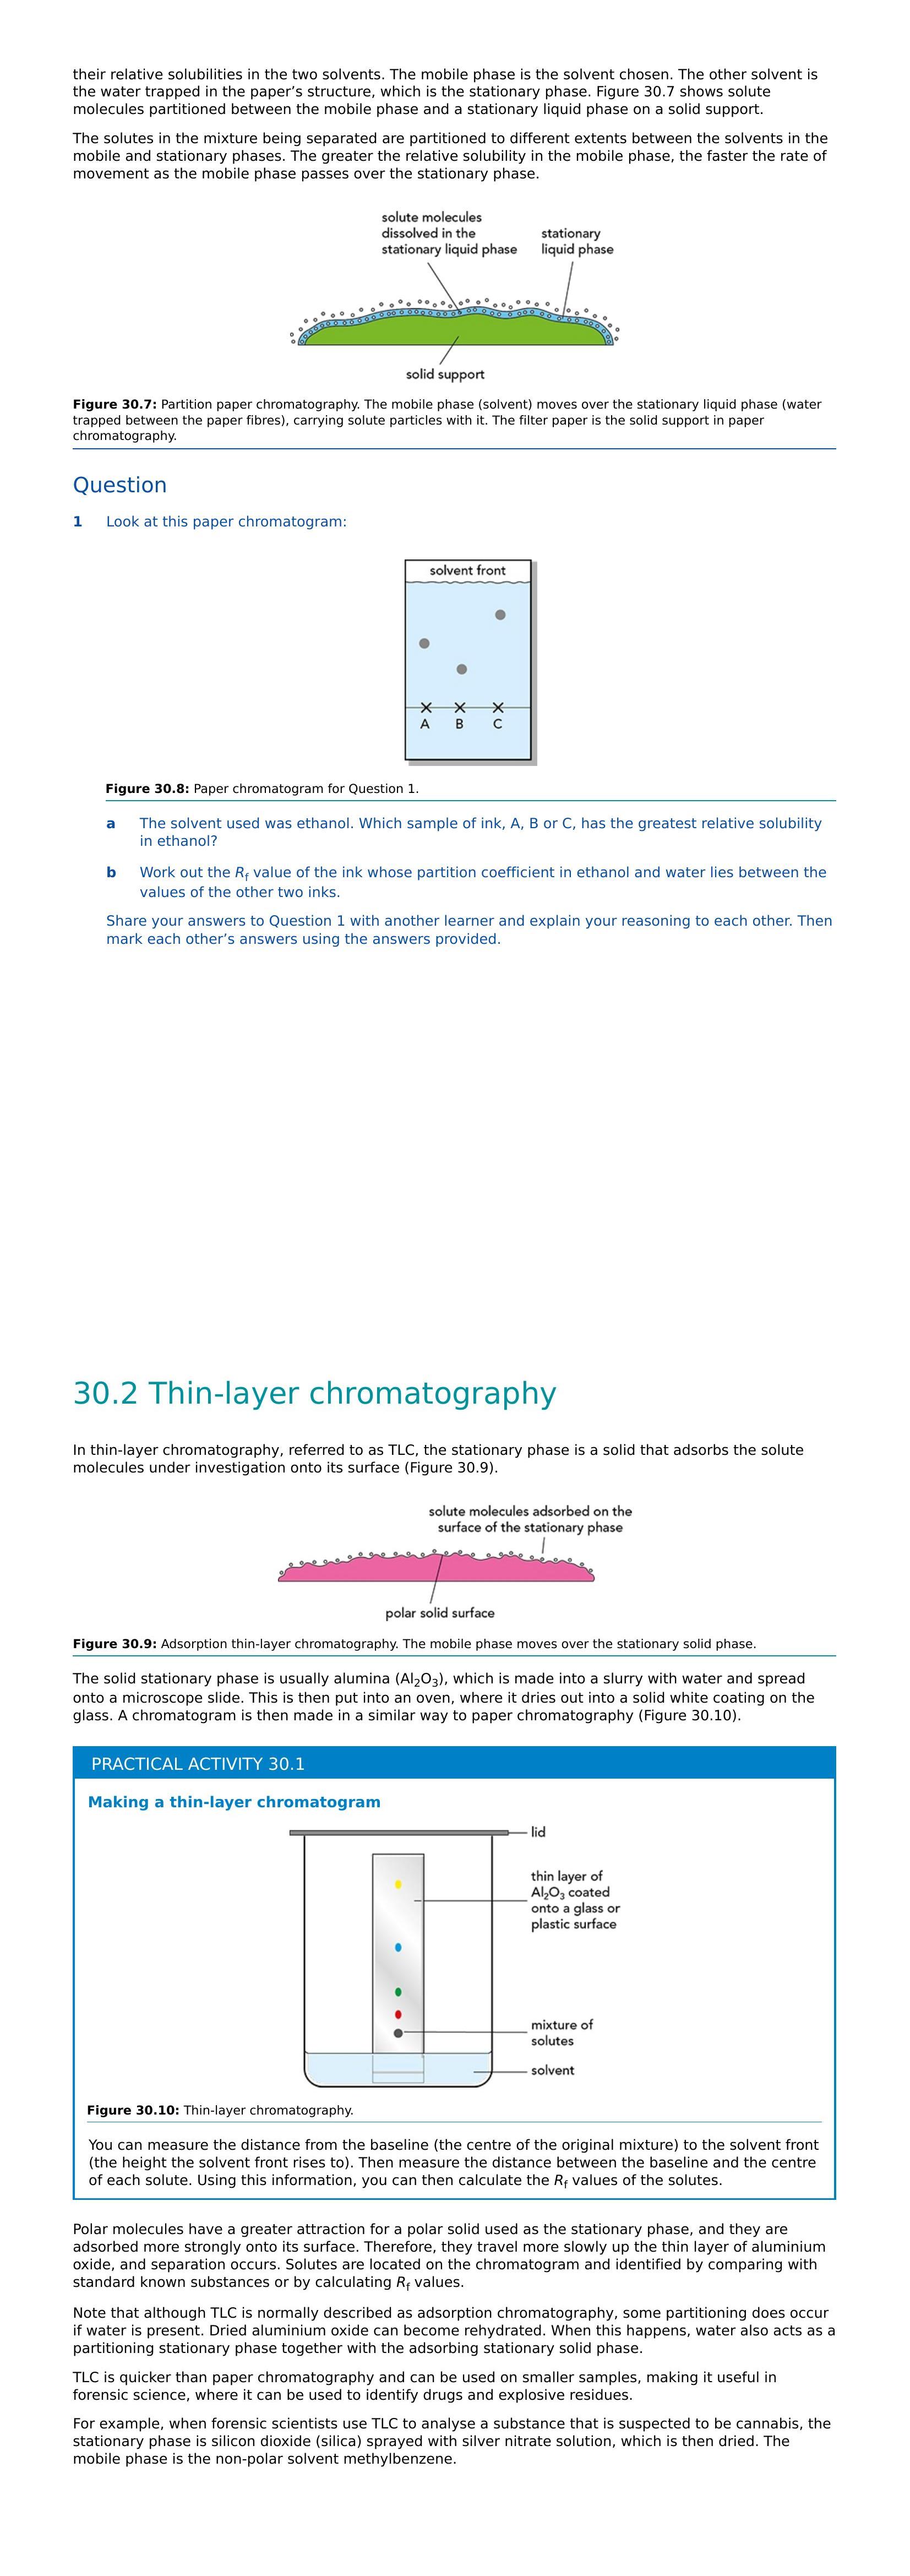 their relative solubilities in the two solvents. The mobile phase is the solvent chosen. The other solvent is
the water trapped in the paper’s structure, which is the stationary phase. Figure 30.7 shows solute
molecules partitioned between the mobile phase and a stationary liquid phase on a solid support.
The solutes in the mixture being separated are partitioned to different extents between the solvents in the
mobile and stationary phases. The greater the relative solubility in the mobile phase, the faster the rate of
movement as the mobile phase passes over the stationary phase.
solute molecules
dissolved in the
stationary liquid phase
stationary
liquid phase
solid support
Figure 30.7: Partition paper chromatography. The mobile phase (solvent) moves over the stationary liquid phase (water
trapped between the paper fibres), carrying solute particles with it. The filter paper is the solid support in paper
chromatography.
Question
1 Look at this paper chromatogram:
solvent front
A B C
Figure 30.8: Paper chromatogram for Question 1.
a The solvent used was ethanol. Which sample of ink, A, B or C, has the greatest relative solubility
in ethanol?
b Work out the Rf value of the ink whose partition coefficient in ethanol and water lies between the
values of the other two inks.
Share your answers to Question 1 with another learner and explain your reasoning to each other. Then
mark each other’s answers using the answers provided.
30.2 Thin-layer chromatography
In thin-layer chromatography, referred to as TLC, the stationary phase is a solid that adsorbs the solute
molecules under investigation onto its surface (Figure 30.9).
solute molecules adsorbed on the
surface of the stationary phase
polar solid surface
Figure 30.9: Adsorption thin-layer chromatography. The mobile phase moves over the stationary solid phase.
The solid stationary phase is usually alumina (Al2O3), which is made into a slurry with water and spread
onto a microscope slide. This is then put into an oven, where it dries out into a solid white coating on the
glass. A chromatogram is then made in a similar way to paper chromatography (Figure 30.10).
PRACTICAL ACTIVITY 30.1
Making a thin-layer chromatogram
lid
thin layer of
Al2O3 coated
onto a glass or
plastic surface
mixture of
solutes
solvent
Figure 30.10: Thin-layer chromatography.
You can measure the distance from the baseline (the centre of the original mixture) to the solvent front
(the height the solvent front rises to). Then measure the distance between the baseline and the centre
of each solute. Using this information, you can then calculate the Rf values of the solutes.
Polar molecules have a greater attraction for a polar solid used as the stationary phase, and they are
adsorbed more strongly onto its surface. Therefore, they travel more slowly up the thin layer of aluminium
oxide, and separation occurs. Solutes are located on the chromatogram and identified by comparing with
standard known substances or by calculating Rf values.
Note that although TLC is normally described as adsorption chromatography, some partitioning does occur
if water is present. Dried aluminium oxide can become rehydrated. When this happens, water also acts as a
partitioning stationary phase together with the adsorbing stationary solid phase.
TLC is quicker than paper chromatography and can be used on smaller samples, making it useful in
forensic science, where it can be used to identify drugs and explosive residues.
For example, when forensic scientists use TLC to analyse a substance that is suspected to be cannabis, the
stationary phase is silicon dioxide (silica) sprayed with silver nitrate solution, which is then dried. The
mobile phase is the non-polar solvent methylbenzene.